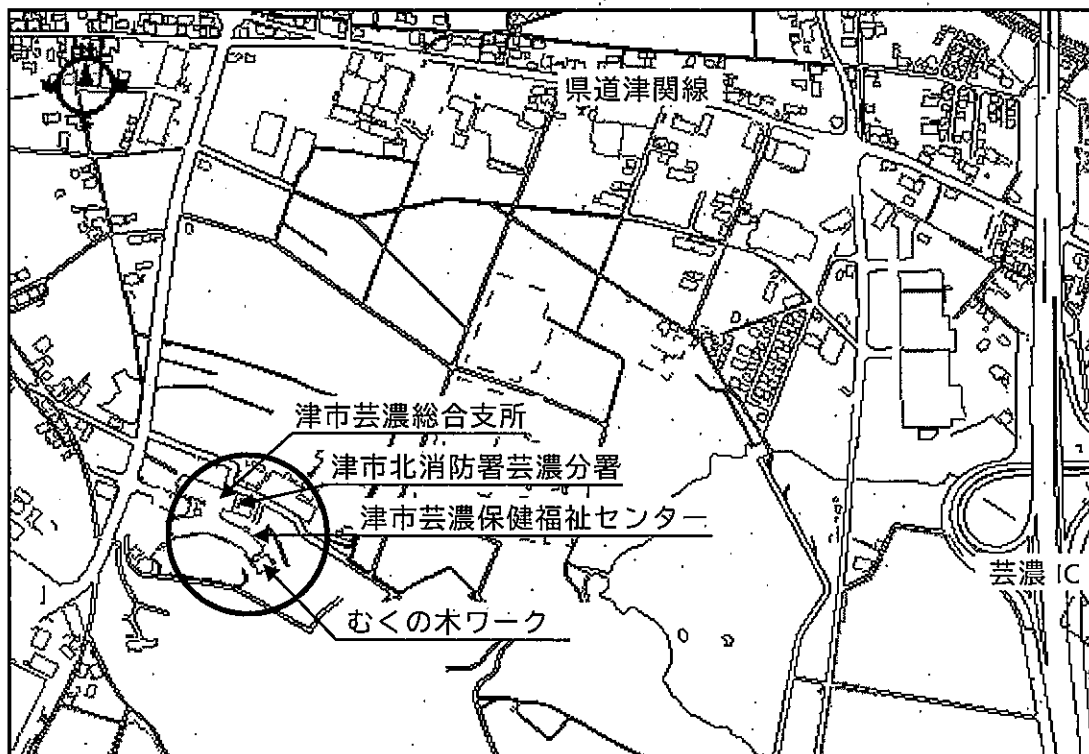 県道津関線
津市芸濃総合支所
津市北消防署芸濃分署
津市芸濃保健福祉センター
芸濃IC
むくの木ワーク